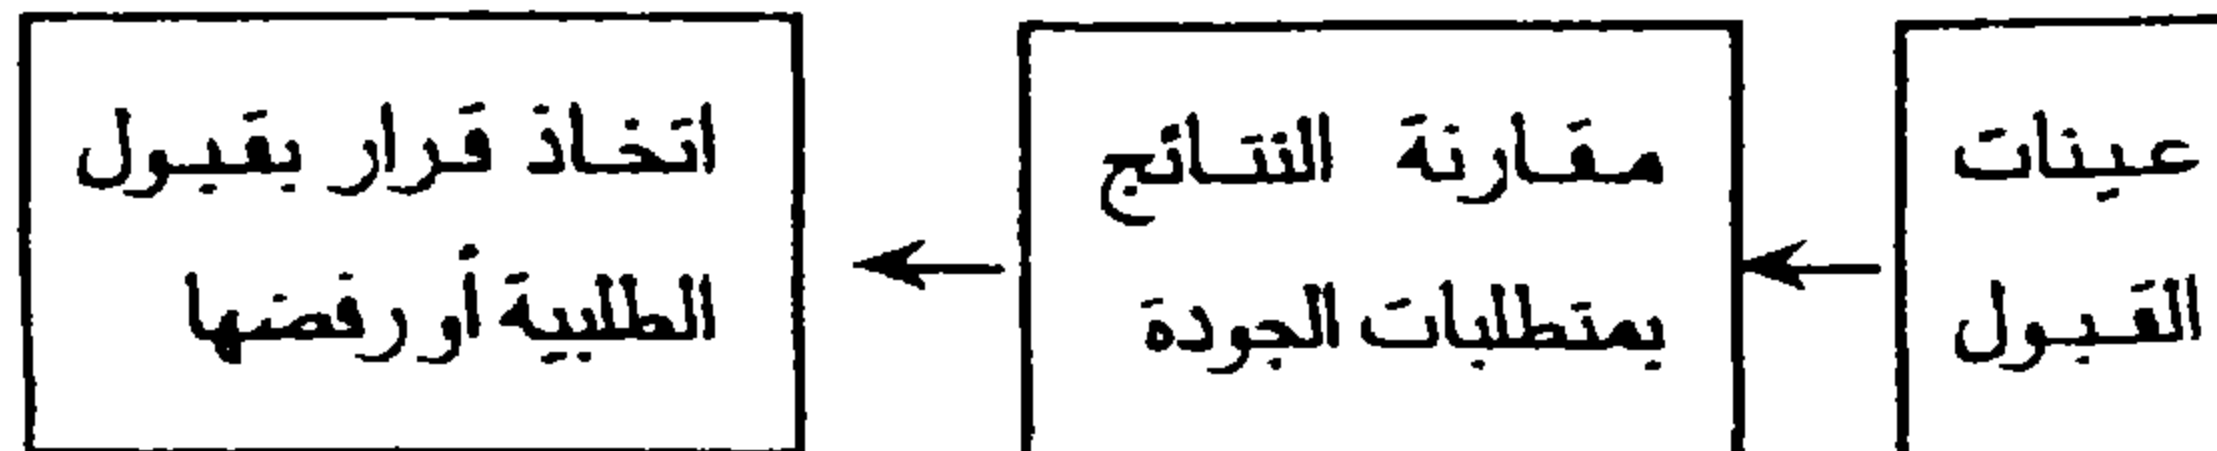 عينات
القبول
مقارنة النتائج
بمتطلبات الجودة
اتخاذ قرار بقبول
الطلبية أو رفضها